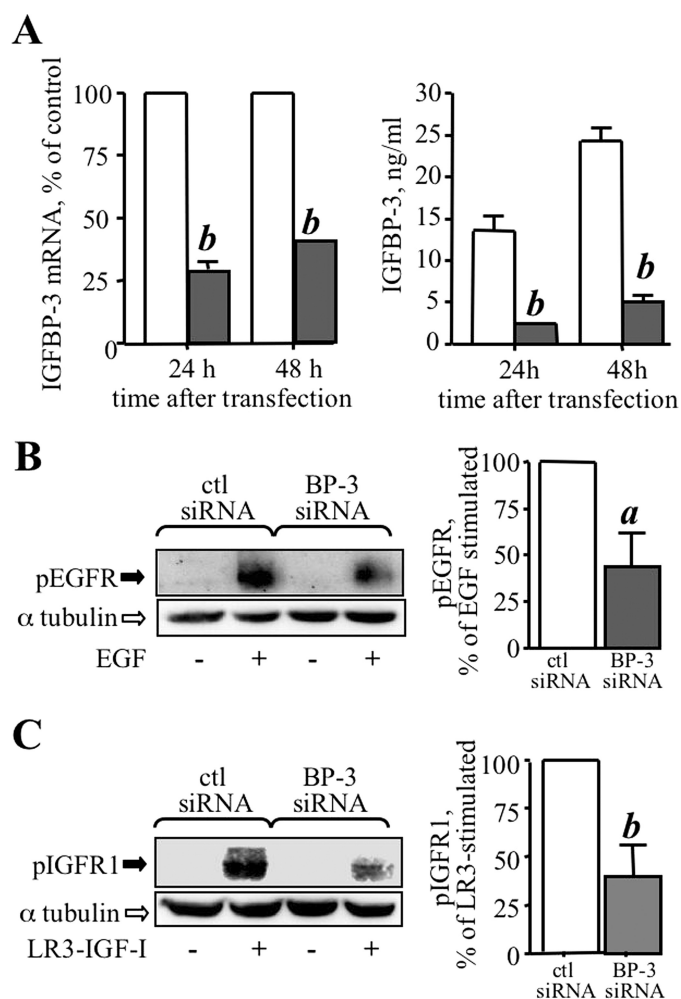 A
IGFBP-3 mRNA, % of control
100
75
50
25
0
b
b
24 h
48 h
time after transfection
IGFBP-3, ng/ml
30
25
20
15
10
5
0
b
b
24h
48h
time after transfection
B
ctl
siRNA
BP-3
siRNA
pEGFR
α tubulin
EGF
-
+
-
+
pEGFR,
% of EGF stimulated
100
75
50
25
0
a
ctl
siRNA
BP-3
siRNA
C
ctl
siRNA
BP-3
siRNA
pIGFR1
α tubulin
LR3-IGF-I
-
+
-
+
pIGFR1,
% of LR3-stimulated
100
75
50
25
0
b
ctl
siRNA
BP-3
siRNA